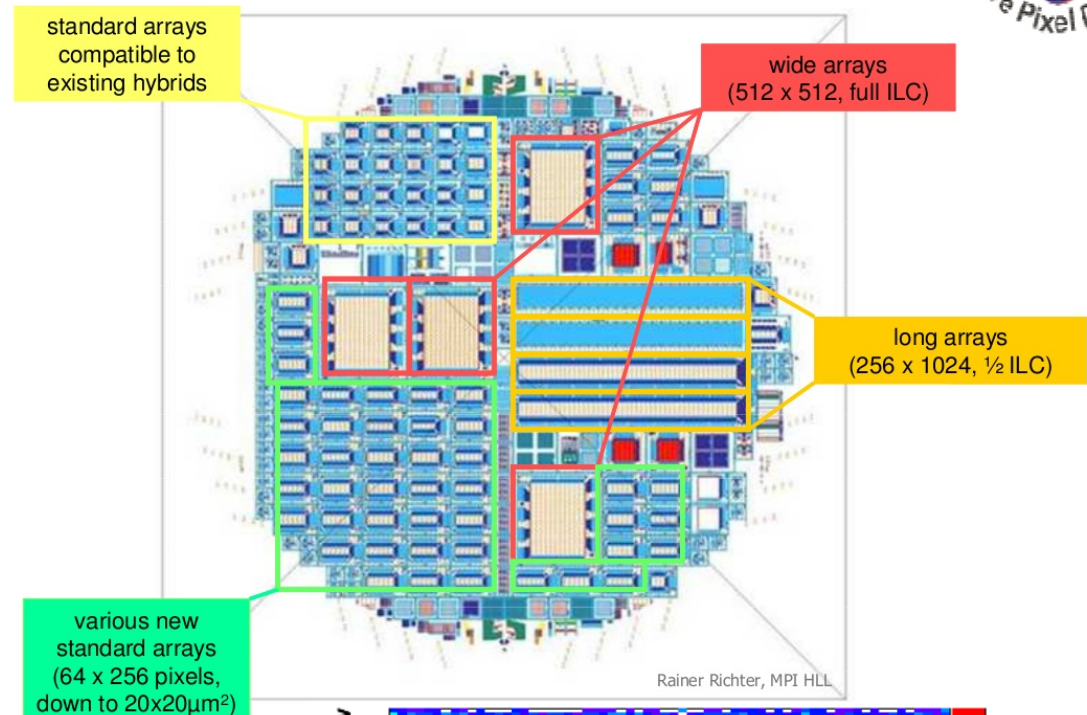 standard arrays
compatible to
existing hybrids
e Pixel
wide arrays
(512 x 512, full ILC)
long arrays
(256 x 1024, ½ ILC)
various new
standard arrays
(64 x 256 pixels,
down to 20x20µm²)
Rainer Richter, MPI HLL